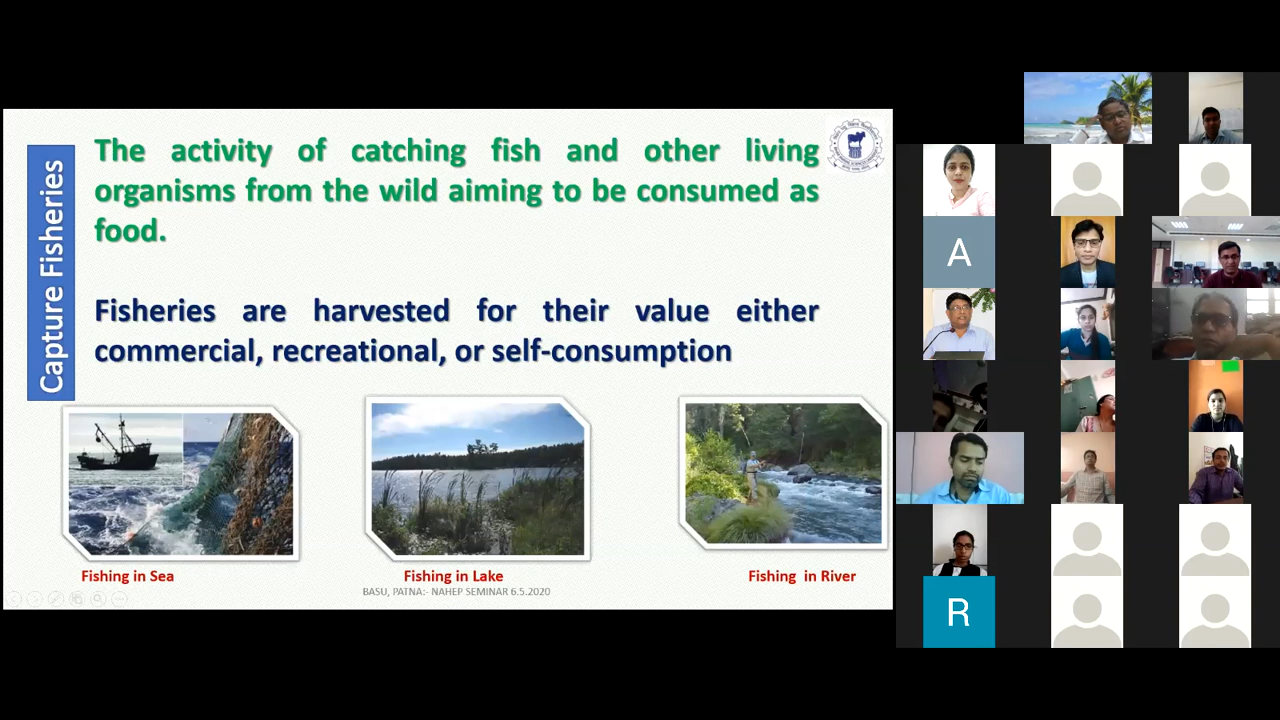 Capture Fisheries
The activity of catching fish and other living
organisms from the wild aiming to be consumed as
food.
Fisheries are harvested for their value either
commercial, recreational, or self-consumption
Fishing in Sea
Fishing in Lake
Fishing in River
BASU, PATNA:- NAHEP SEMINAR 6.5.2020
A
R